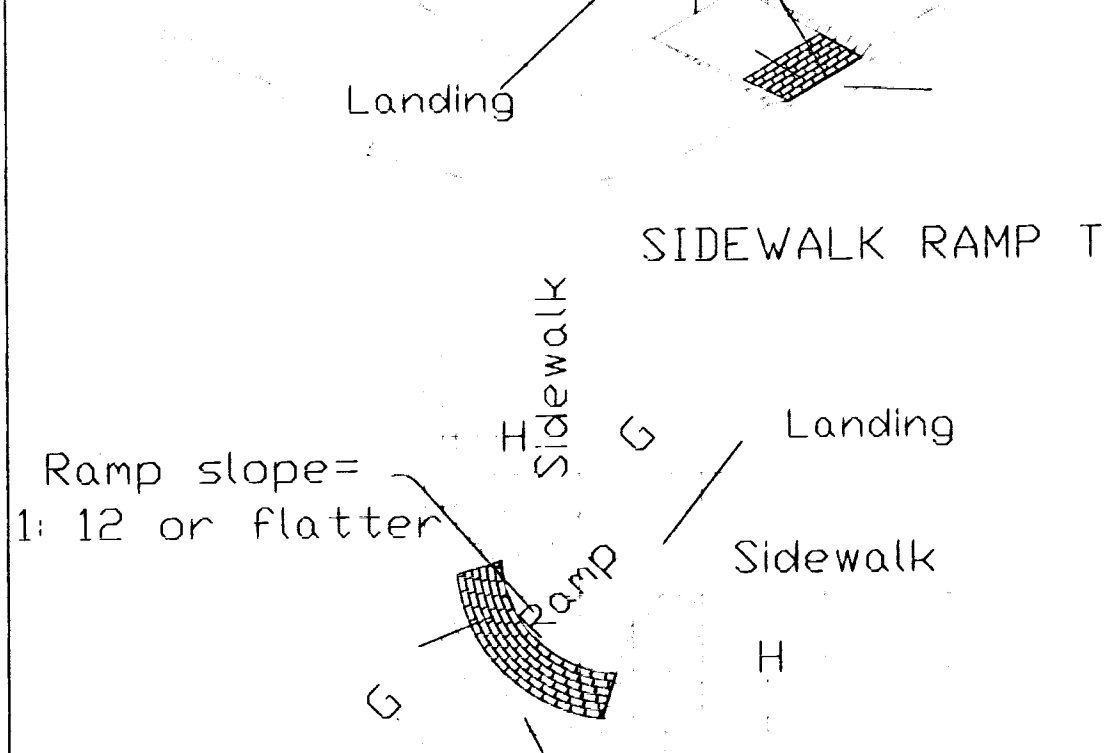 Landing
SIDEWALK RAMP T
Sidewalk
H
G
Landing
Ramp slope=
1: 12 or flatter
Ramp
Sidewalk
H
G